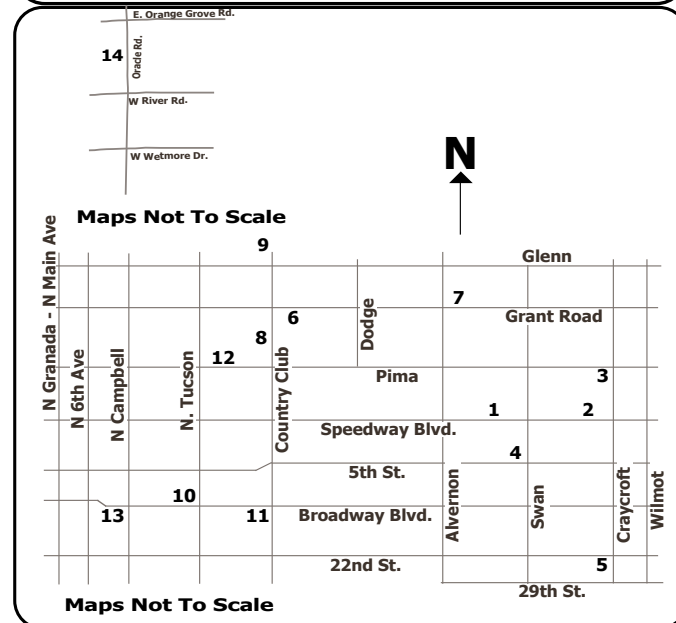 E. Orange Grove Rd.
14
Oracle Rd.
W River Rd.
W Wetmore Dr.
N
Maps Not To Scale
9
Glenn
N Granada - N Main Ave
7
Dodge
6
Grant Road
8
12
N 6th Ave
N Campbell
N. Tucson
Country Club
Pima
3
1
2
Speedway Blvd.
4
5th St.
10
13
11
Broadway Blvd.
Alvernon
Swan
Craycroft
Wilmot
22nd St.
5
29th St.
Maps Not To Scale